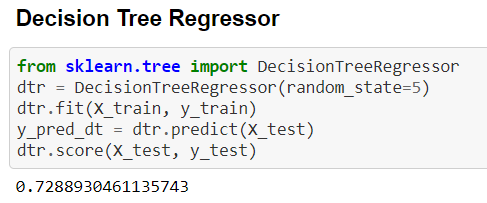 Decision Tree Regressor
from sklearn.tree import DecisionTreeRegressor
dtr = DecisionTreeRegressor(random_state=5)
dtr.fit(X_train, y_train)
y_pred_dt = dtr.predict(X_test)
dtr.score(X_test, y_test)
0.7288930461135743